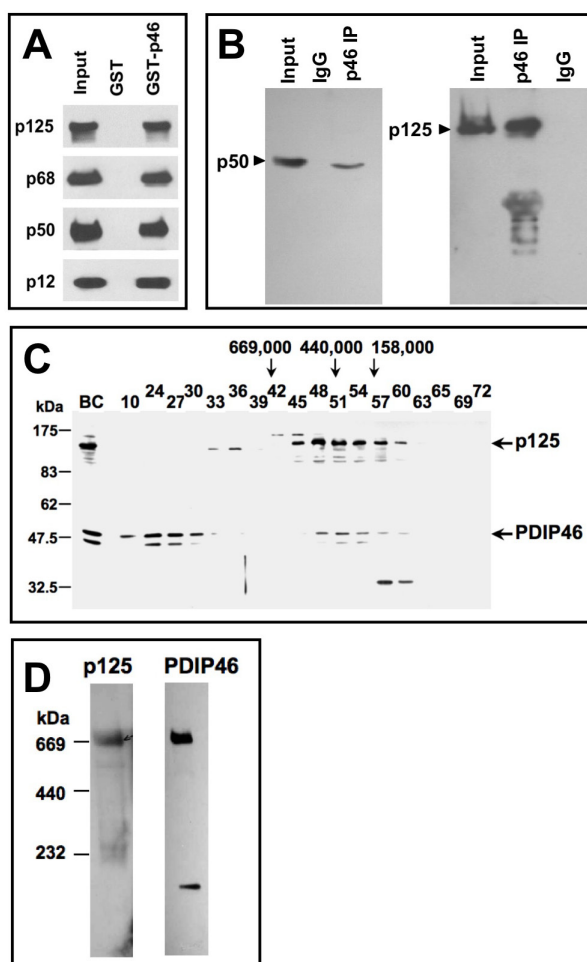 A
Input
GST
GST-p46
p125
p68
p50
p12
B
Input
IgG
p46 IP
p50
Input
p46 IP
IgG
p125
C
669,000 440,000 158,000
kDa BC 10 24 27 30 33 36 39 42 45 48 51 54 57 60 63 65 69 72
175
83
62
47.5
32.5
p125
PDIP46
D
p125 PDIP46
kDa
669
440
232